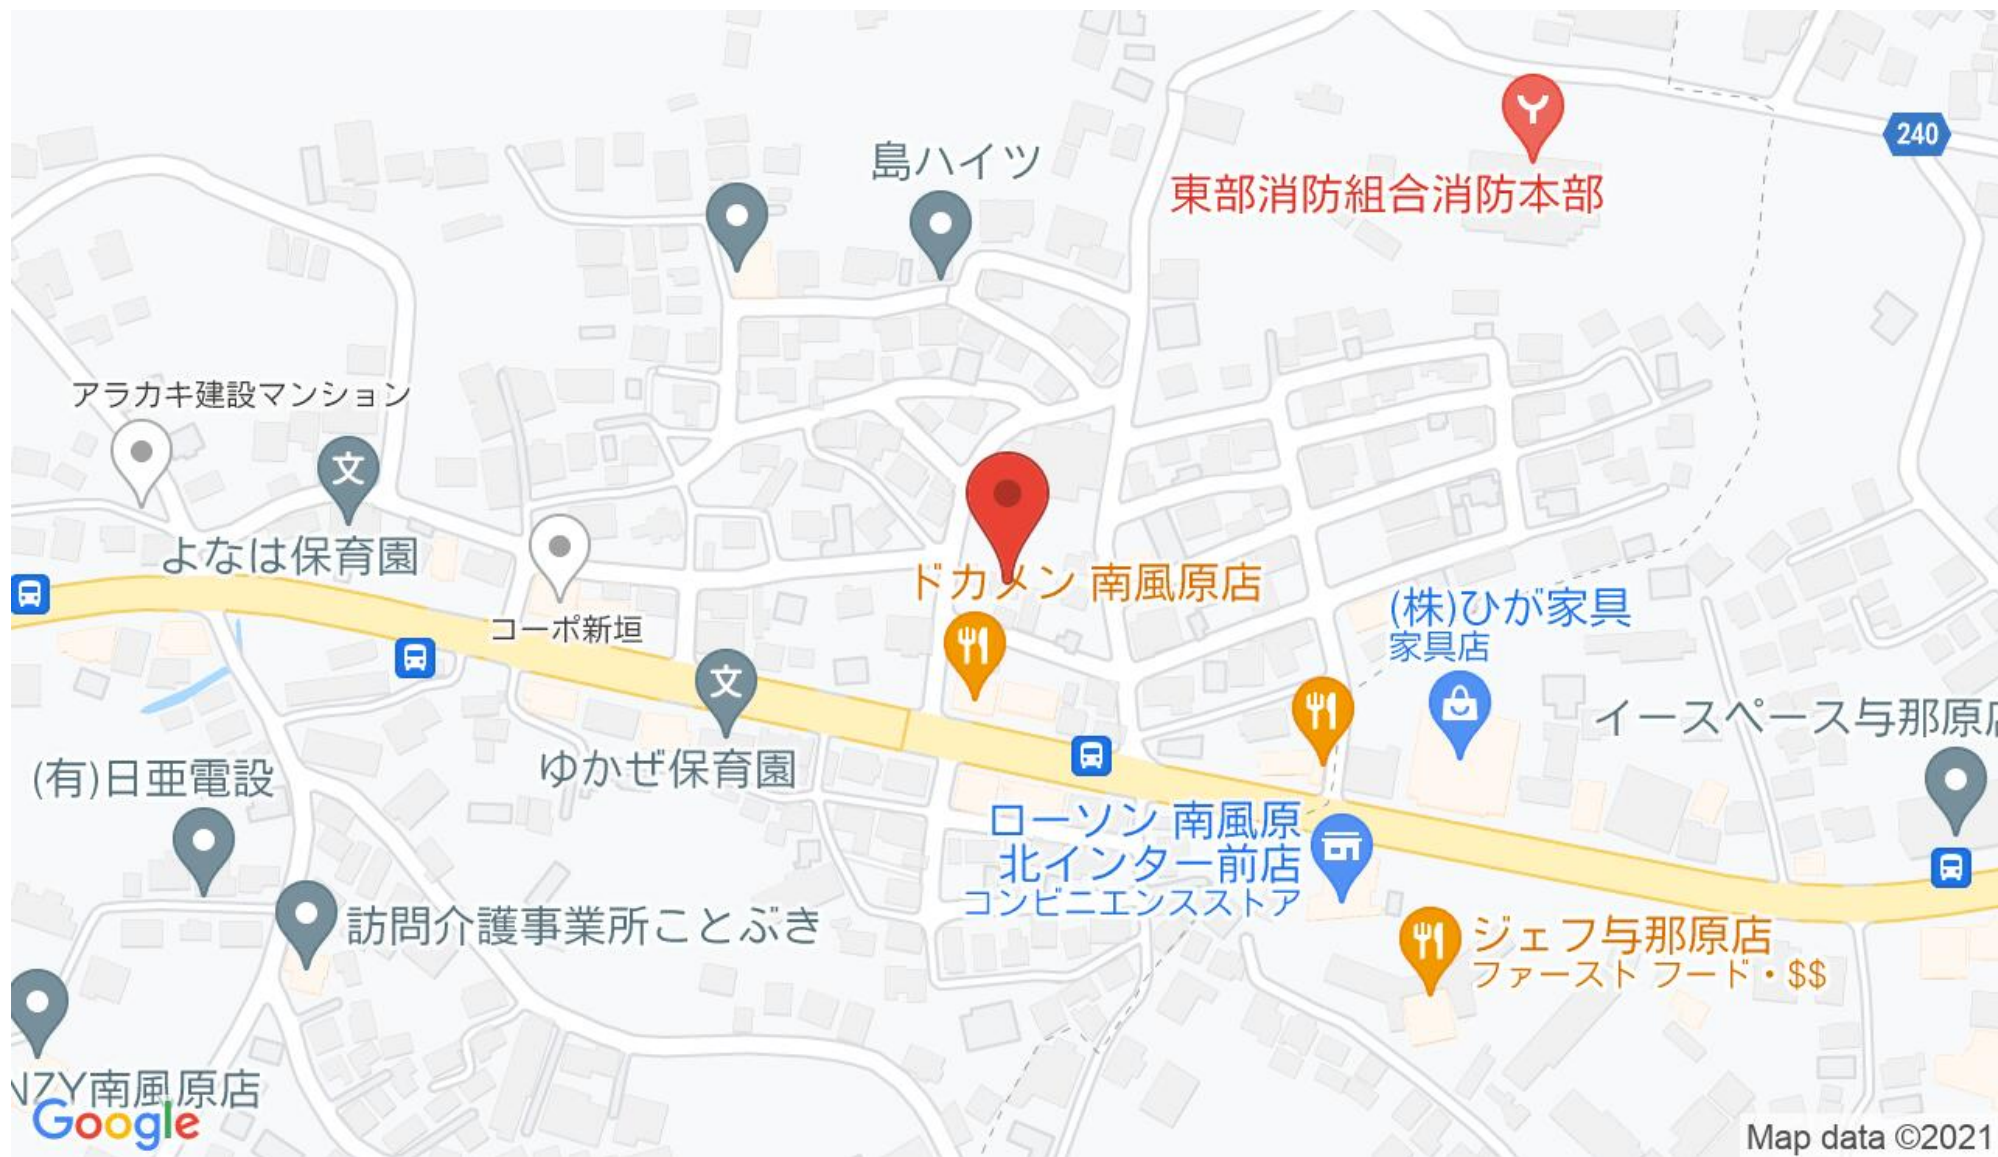 島ハイツ
240
東部消防組合消防本部
アラカキ建設マンション
文
よなは保育園
コーポ新垣
ドカメン 南風原店
(株)ひが家具
家具店
文
ゆかぜ保育園
イースペース与那原店
(有)日亜電設
ローソン 南風原
北インター前店
コンビニエンスストア
訪問介護事業所ことぶき
ジェフ与那原店
ファースト フード・$$
NZY南風原店
Google
Map data ©2021